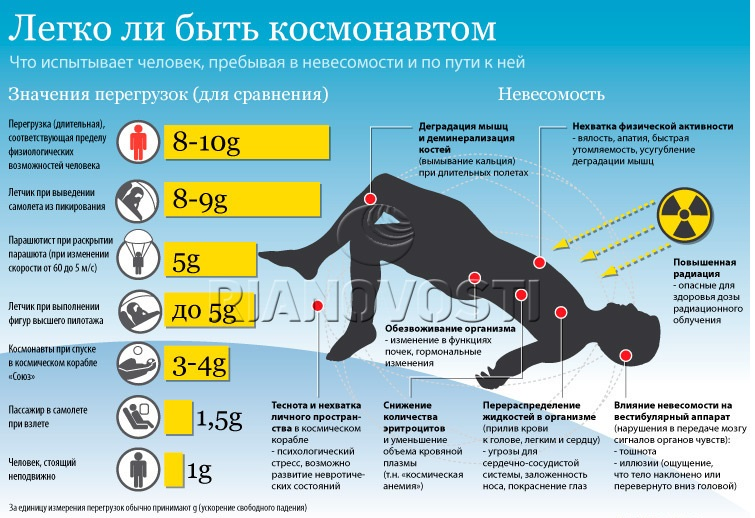 Легко ли быть космонавтом
Что испытывает человек, пребывая в невесомости и по пути к ней
Значения перегрузок (для сравнения)
Перегрузка (длительная),
соответствующая пределу
физиологических
возможностей человека
8-10g
Летчик при выведении
самолета из пикирования
8-9g
Парашютист при раскрытии
парашюта (при изменении
скорости от 60 до 5 м/с)
5g
Летчик при выполнении
фигур высшего пилотажа
до 5g
Космонавты при спуске
в космическом корабле
«Союз»
3-4g
Пассажир в самолете
при взлете
1,5g
Человек, стоящий
неподвижно
1g
Невесомость
Деградация мышц
и деминерализация
костей
(вымывание кальция)
при длительных полетах
Нехватка физической активности
- вялость, апатия, быстрая
утомляемость, усугубление
деградации мышц
Повышенная
радиация
- опасные для
здоровья дозы
радиационного
облучения
RIANOVOSTI
Обезвоживание организма
- изменение в функциях
почек, гормональные
изменения
Теснота и нехватка
личного простран-
ства в космическом
корабле
- психологический
стресс, возможно
развитие невротиче-
ских состояний
Снижение
количества
эритроцитов
и уменьшение
объема кровяной
плазмы
(т.н. «космическая
анемия»)
Перераспределение
жидкостей в организме
(прилив крови
к голове, легким и сердцу)
- угрозы для
сердечно-сосудистой
системы, заложенность
носа, покраснение глаз
Влияние невесомости на
вестибулярный аппарат
(нарушения в передаче мозгу
сигналов органов чувств):
- тошнота
- иллюзии (ощущение,
что тело наклонено или
перевернуто вниз головой)
За единицу измерения перегрузок обычно принимают g (ускорение свободного падения)